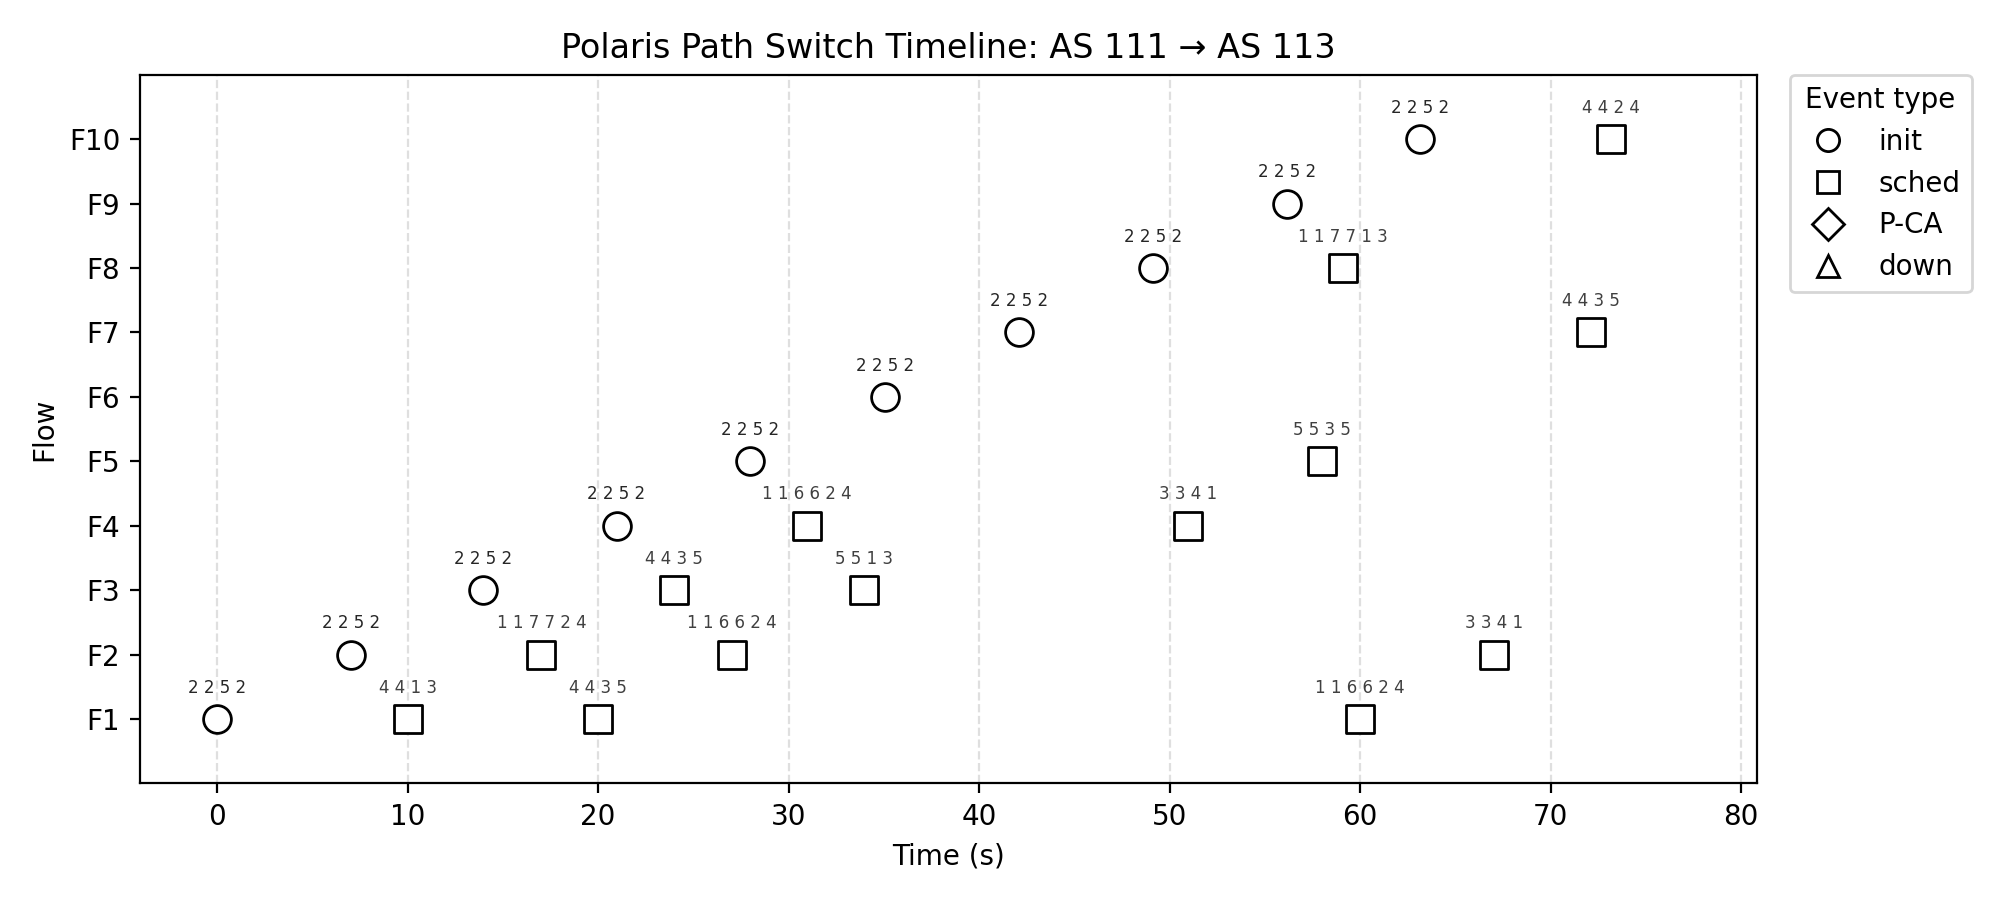 Polaris Path Switch Timeline: AS 111 → AS 113
Event type
init
sched
P-CA
down
Flow
F10
2 2 5 2
4 4 2 4
F9
2 2 5 2
F8
2 2 5 2
1 1 7 7 1 3
F7
2 2 5 2
4 4 3 5
F6
2 2 5 2
F5
2 2 5 2
5 5 3 5
F4
2 2 5 2
1 1 6 6 2 4
3 3 4 1
F3
2 2 5 2
4 4 3 5
5 5 1 3
F2
2 2 5 2
1 1 7 7 2 4
1 1 6 6 2 4
3 3 4 1
F1
2 2 5 2
4 4 1 3
4 4 3 5
1 1 6 6 2 4
0 10 20 30 40 50 60 70 80
Time (s)